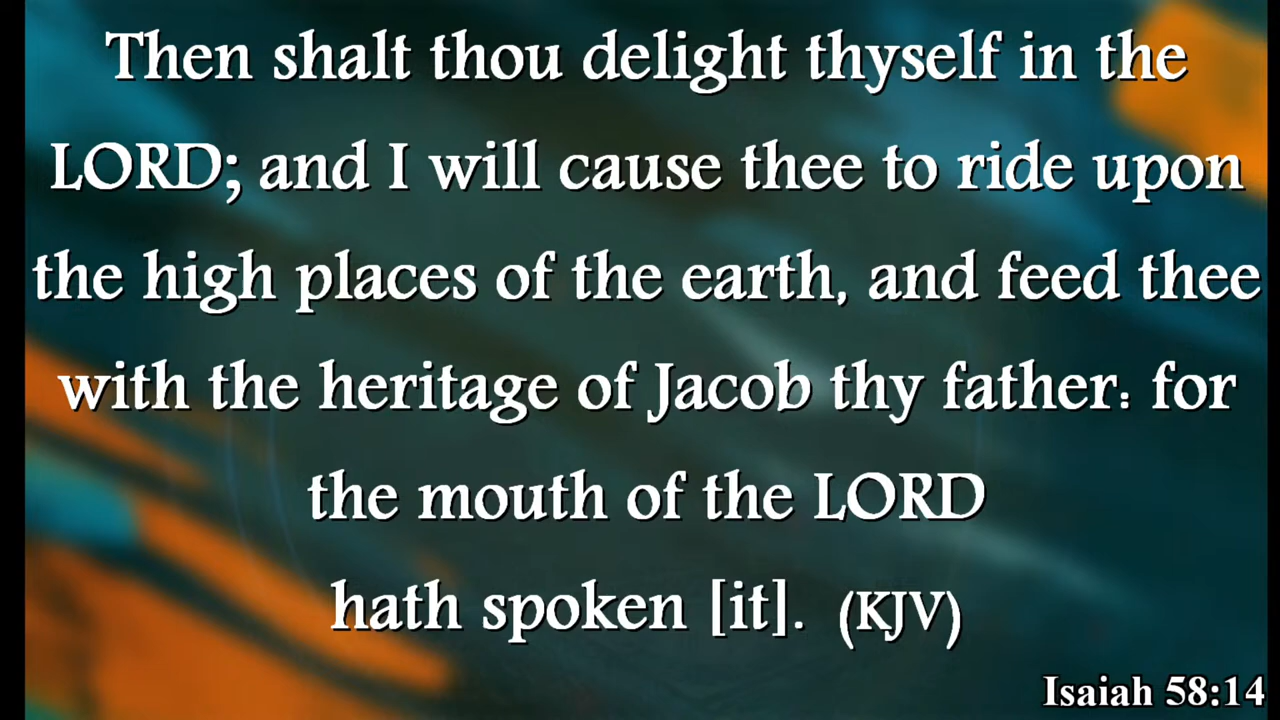 Then shalt thou delight thyself in the
LORD; and I will cause thee to ride upon
the high places of the earth, and feed thee
with the heritage of Jacob thy father: for
the mouth of the LORD
hath spoken [it]. (KJV)
Isaiah 58:14